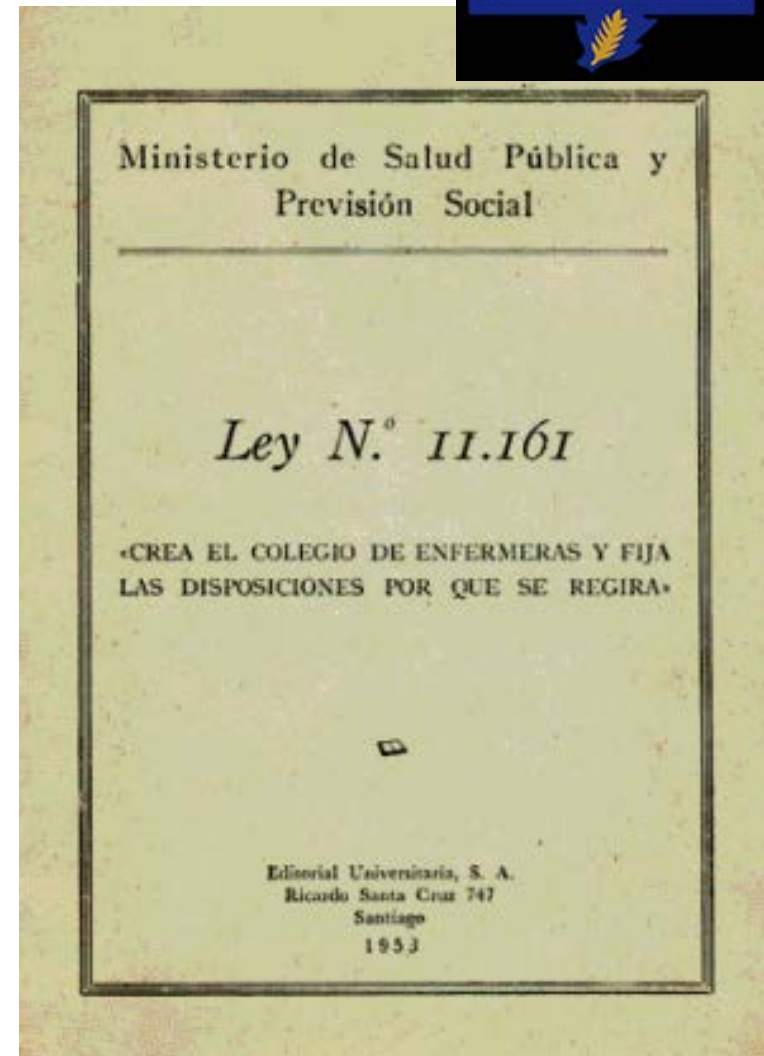 Ministerio de Salud Pública y
Previsión Social
Ley N.º 11.161
«CREA EL COLEGIO DE ENFERMERAS Y FIJA
LAS DISPOSICIONES POR QUE SE REGIRA»
Editorial Universitaria, S. A.
Ricardo Santa Cruz 747
Santiago
1953